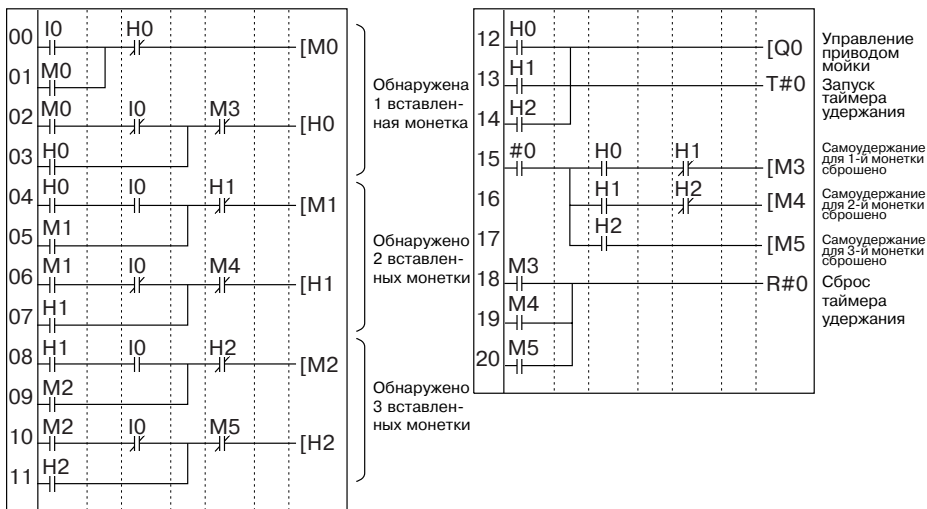 00 I0 H0 [M0
01 M0
02 M0 I0 M3 [H0
03 H0
04 H0 I0 H1 [M1
05 M1
06 M1 I0 M4 [H1
07 H1
08 H1 I0 H2 [M2
09 M2
10 M2 I0 M5 [H2
11 H2
Обнаружена
1 вставлен-
ная монетка
Обнаружено
2 вставлен-
ных монетки
Обнаружено
3 вставлен-
ных монетки
12 H0 [Q0
Управление
приводом
мойки
13 H1 T#0
Запуск
таймера
удержания
14 H2
15 #0 H0 H1 [M3
Самоудержание
для 1-й монетки
сброшено
16 H1 H2 [M4
Самоудержание
для 2-й монетки
сброшено
17 H2 [M5
Самоудержание
для 3-й монетки
сброшено
18 M3 R#0
Сброс
таймера
удержания
19 M4
20 M5